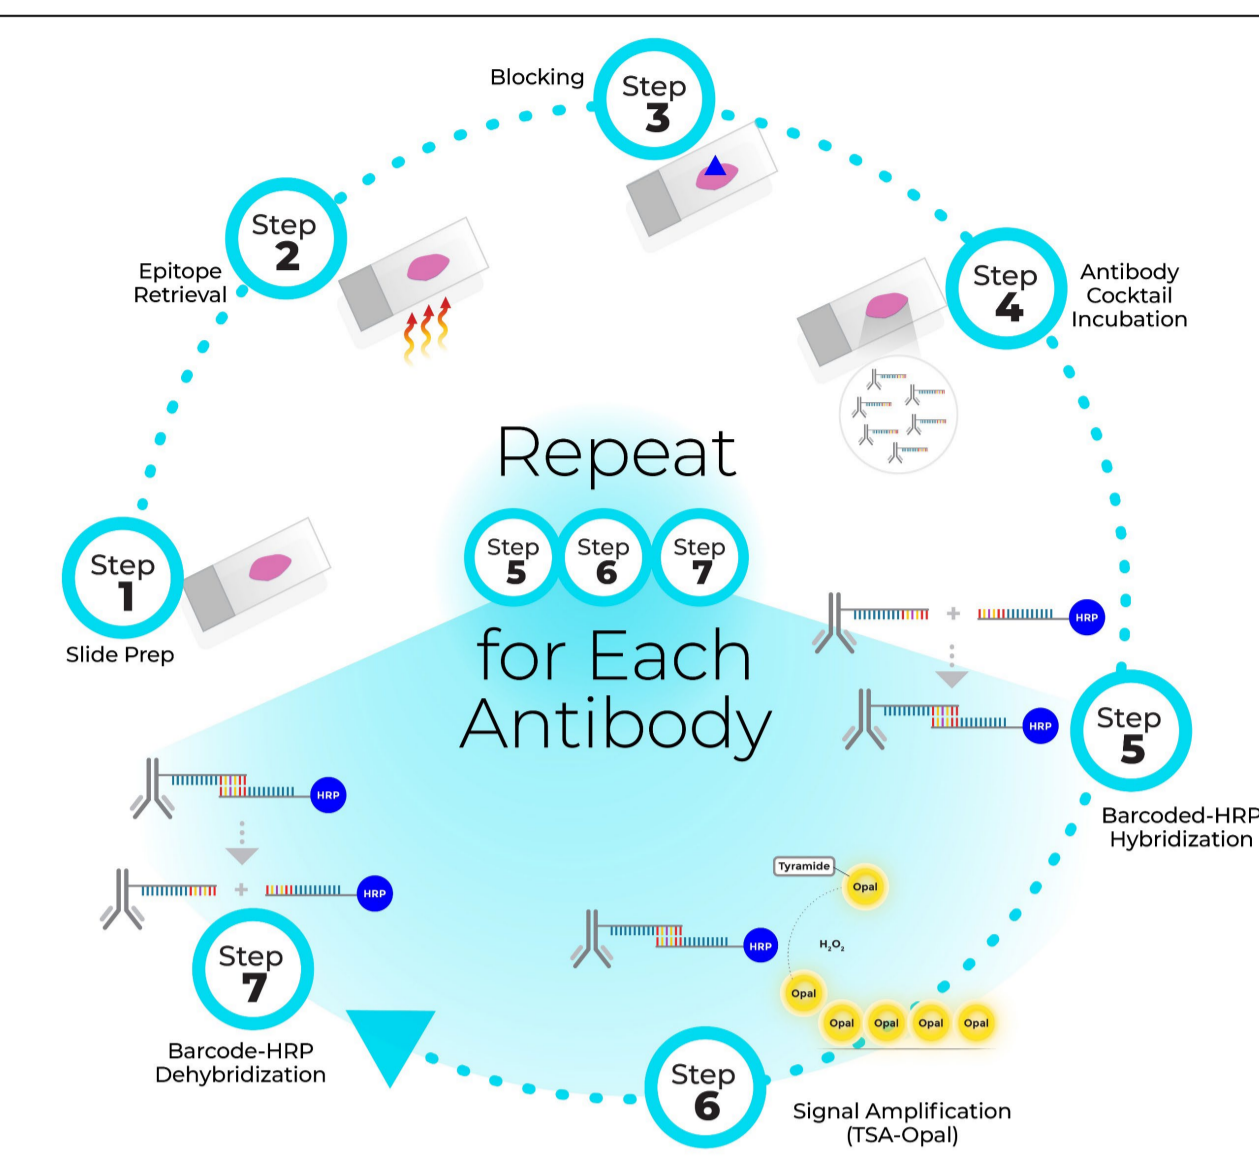 Step
1
Slide Prep
Step
2
Epitope
Retrieval
Step
3
Blocking
Step
4
Antibody
Cocktail
Incubation
Repeat
Step
5
Step
6
Step
7
for Each
Antibody
+
HRP
HRP
Step
5
Barcoded-HRP
Hybridization
Tyramide
Opal
H₂O₂
HRP
Opal
Opal
Opal
Opal
Opal
Step
6
Signal Amplification
(TSA-Opal)
HRP
+
HRP
Step
7
Barcode-HRP
Dehybridization